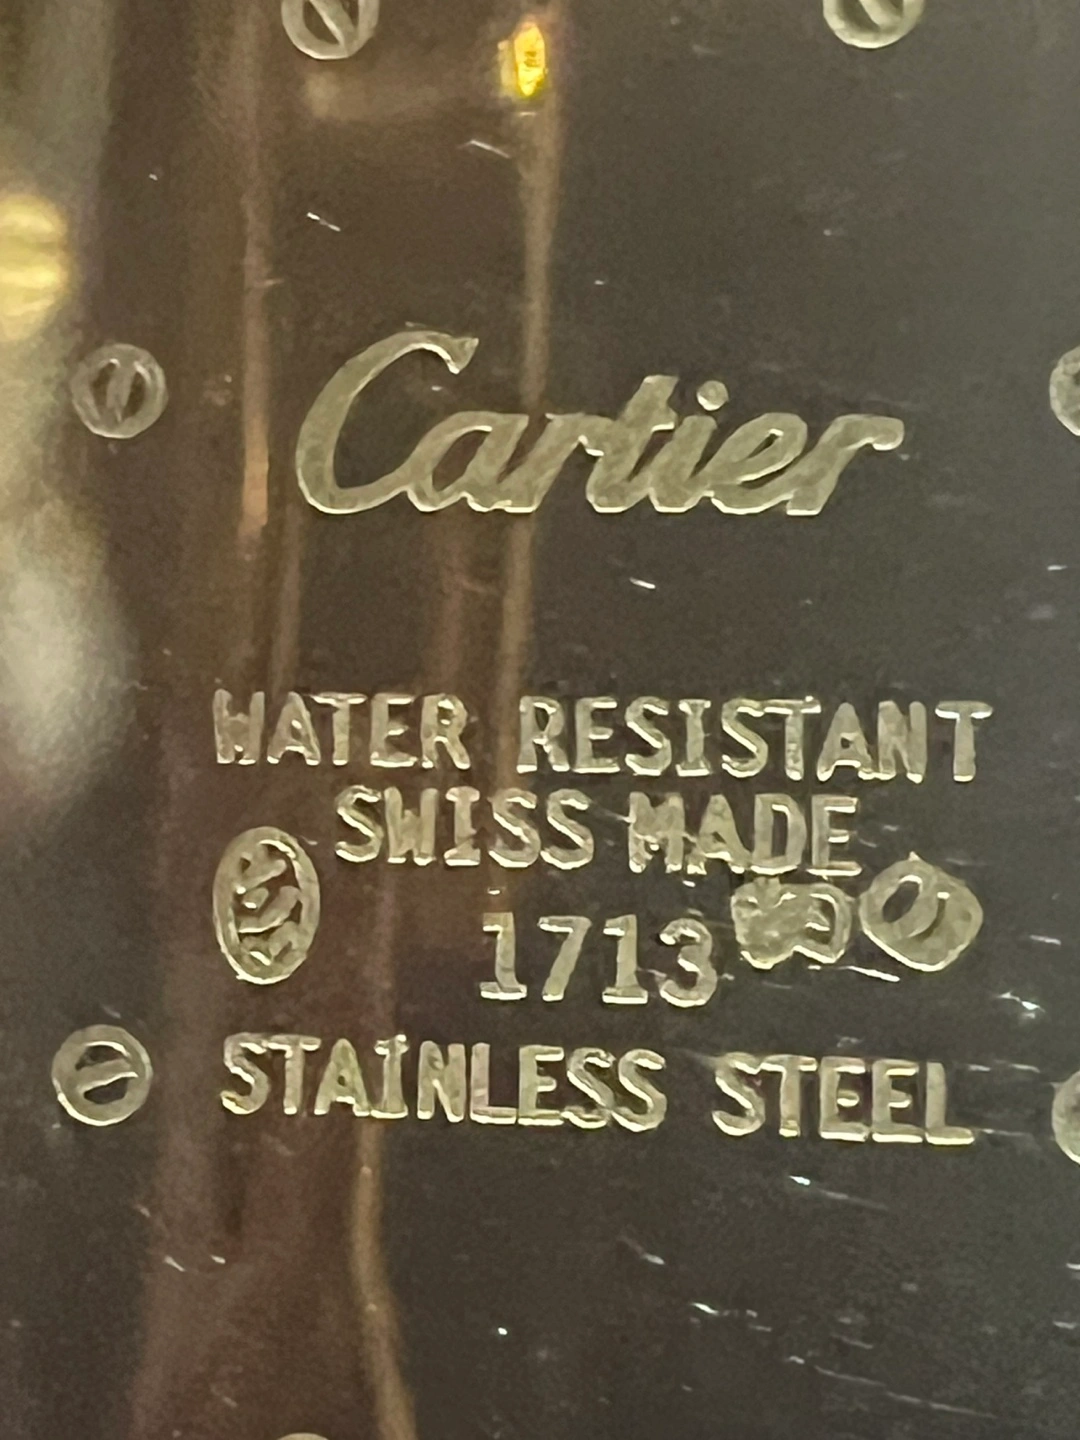 Cartier
WATER RESISTANT
SWISS MADE
1713
STAINLESS STEEL